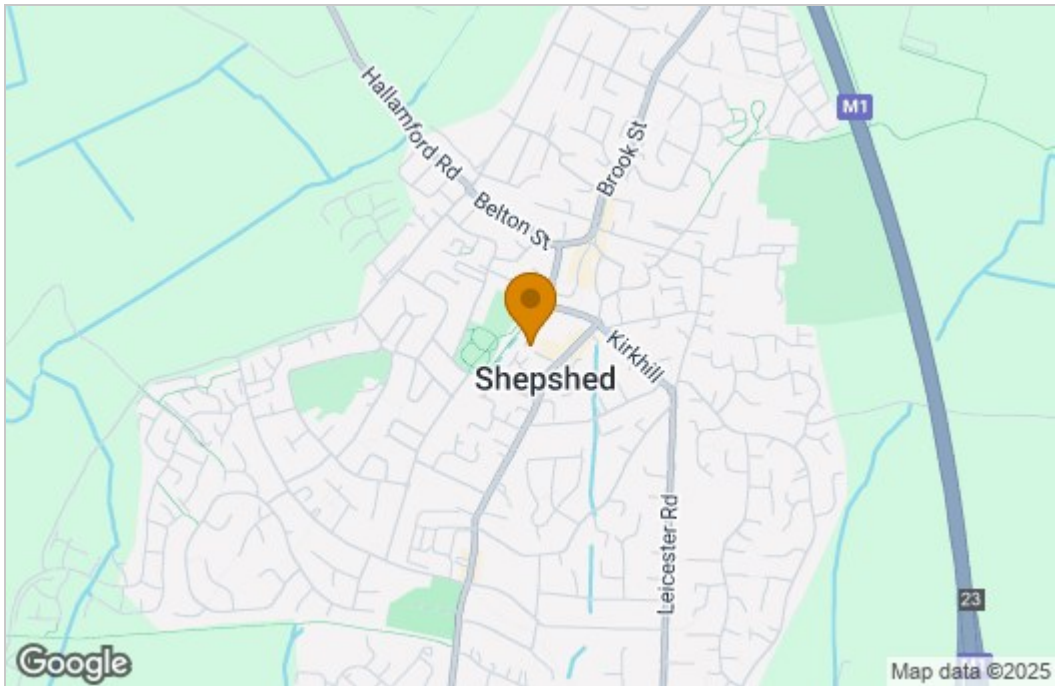 Hallamford Rd
Belton St
Brook St
M1
Kirkhill
Shepshed
Leicester Rd
23
Google
Map data ©2025